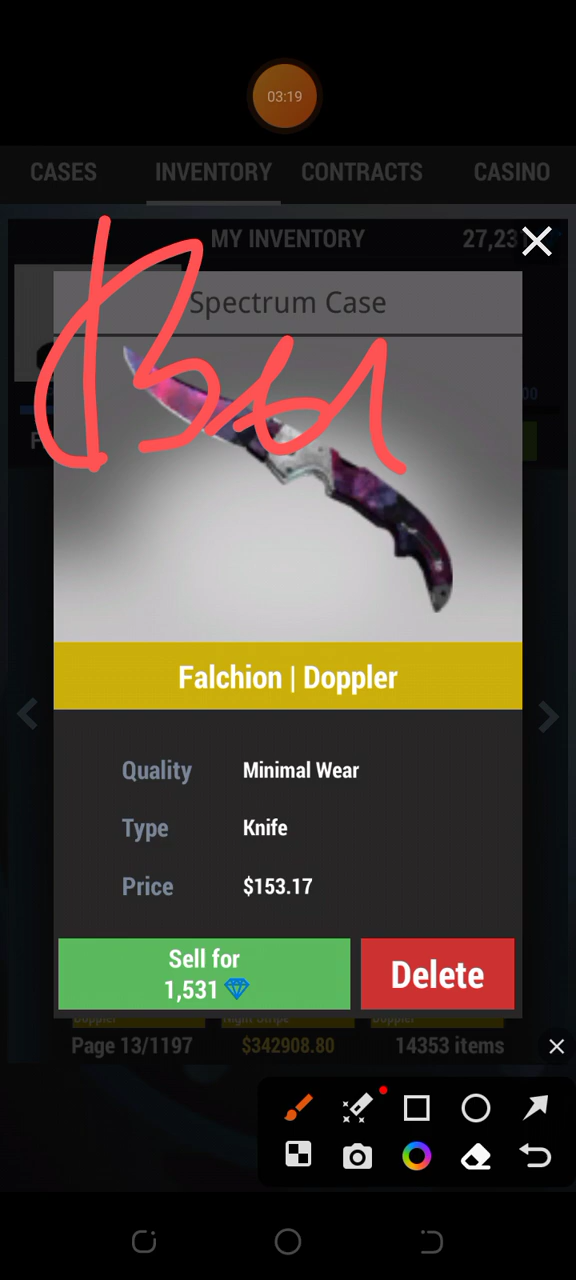 03:19
CASES INVENTORY CONTRACTS CASINO
MY INVENTORY
Spectrum Case
Falchion | Doppler
Quality Minimal Wear
Type Knife
Price $153.17
Sell for
1,531
Delete
Page 13/1197 $342908.80 14353 items